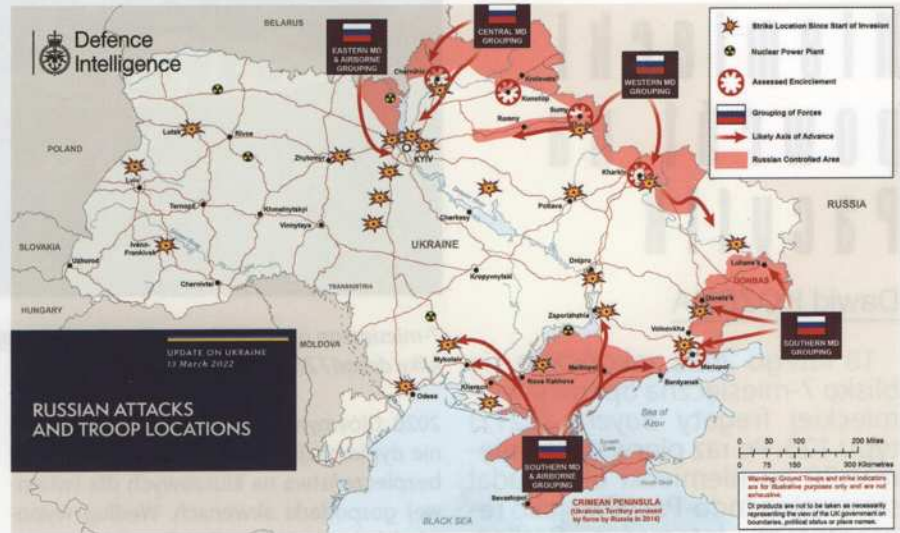 Defence
Intelligence
BELARUS
EASTERN MD
& AIRBORNE
GROUPING
CENTRAL MD
GROUPING
WESTERN MD
GROUPING
Strike Location Since Start of Invasion
Nuclear Power Plant
Assessed Encirclement
Grouping of Forces
Likely Axis of Advance
Russian Controlled Area
POLAND
SLOVAKIA
HUNGARY
MOLDOVA
TRANSNISTRIA
UKRAINE
RUSSIA
Chernihiv
Konotop
Sumy
Romny
Lutsk
Rivne
Zhytomyr
KYIV
Kharkiv
Lviv
Ternopil
Khmelnytskyi
Vinnytsya
Cherkasy
Poltava
Ivano-
Frankivsk
Uzhorod
Chernivtsi
Kropyvnytskyi
Dnipro
Luhans'k
DONBAS
Donets'k
Zaporizhzhia
Volnovkha
Mariupol
SOUTHERN MD
GROUPING
Mykolaiv
Kherson
Nova Kakhova
Melitopol
Berdyansk
Odesa
Sea of
Azov
UPDATE ON UKRAINE
13 March 2022
RUSSIAN ATTACKS
AND TROOP LOCATIONS
SOUTHERN MD
& AIRBORNE
GROUPING
Sevastopol
CRIMEAN PENINSULA
(Ukrainian Territory annexed
by force by Russia in 2014)
BLACK SEA
0 50 100 200 Miles
0 75 150 300 Kilometres
Warning: Ground Troops and strike indicators
are for illustrative purposes only and are not
exhaustive.
DI products are not to be taken as necessarily
representing the view of the UK government on
boundaries, political status or place names.